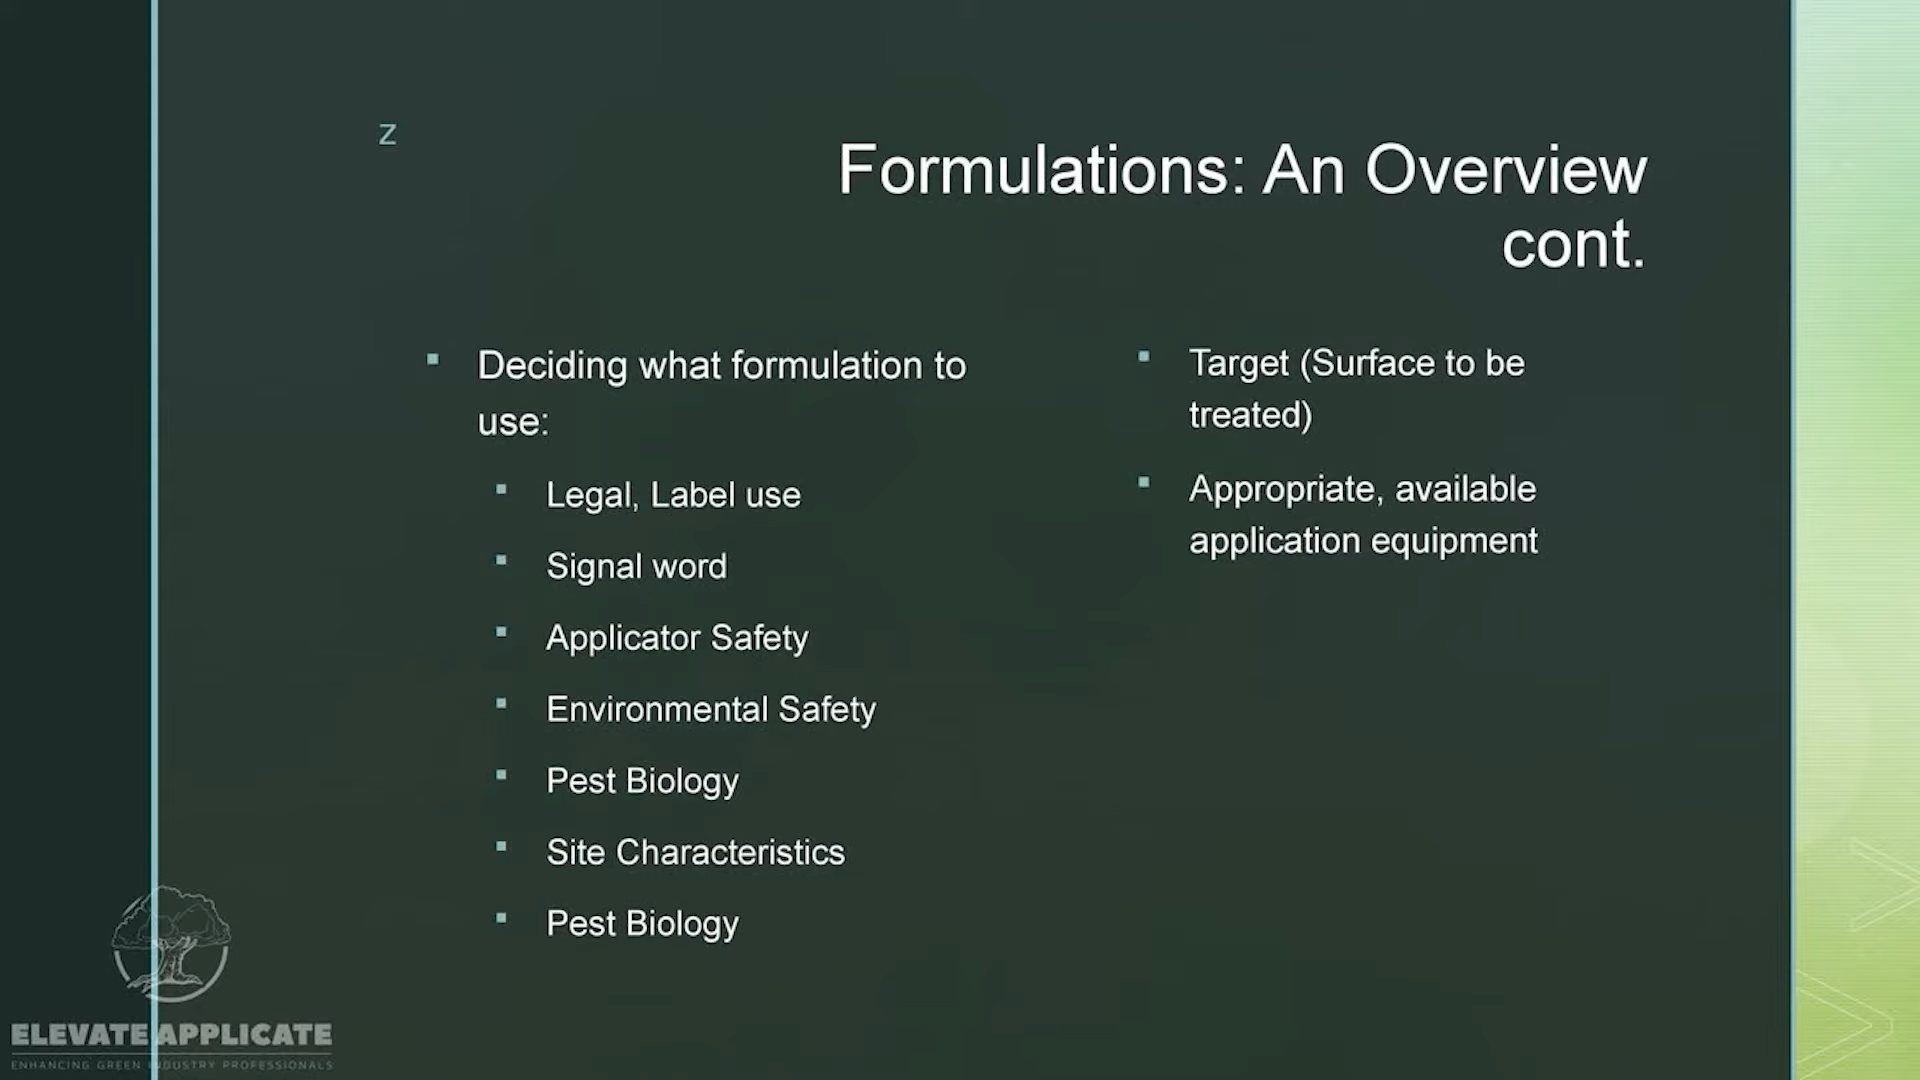 z
Formulations: An Overview
cont.
Deciding what formulation to
use:
Legal, Label use
Signal word
Applicator Safety
Environmental Safety
Pest Biology
Site Characteristics
Pest Biology
Target (Surface to be
treated)
Appropriate, available
application equipment
ELEVATE APPLICATE
ENHANCING GREEN INDUSTRY PROFESSIONALS